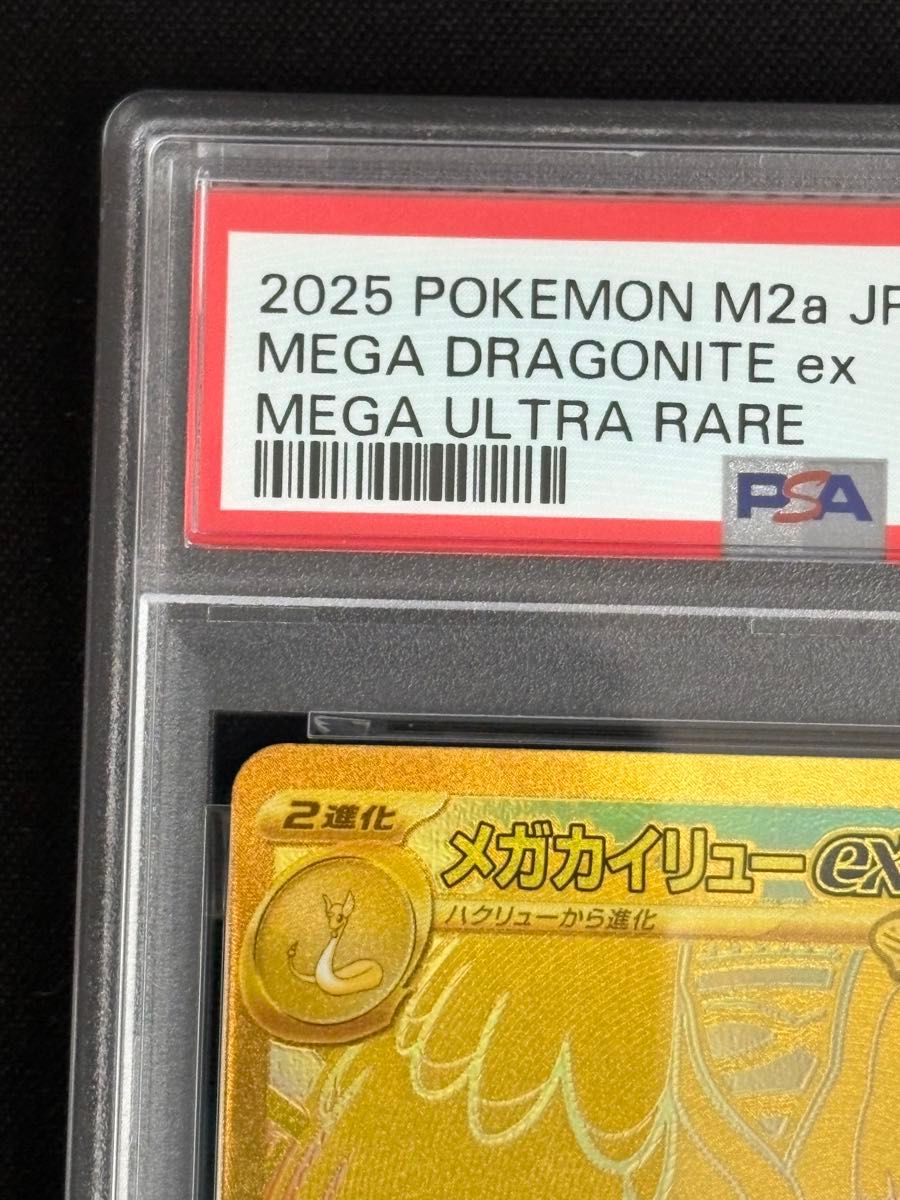 2025 POKEMON M2a JP
MEGA DRAGONITE ex
MEGA ULTRA RARE
PSA
2進化
メガカイリューex
ハクリューから進化